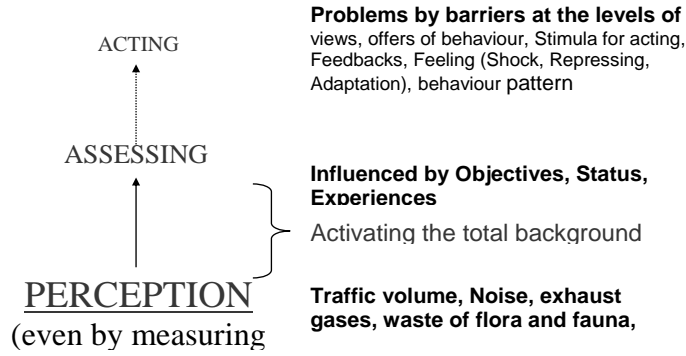 Problems by barriers at the levels of
views, offers of behaviour, Stimula for acting,
Feedbacks, Feeling (Shock, Repressing,
Adaptation), behaviour pattern
ACTING
ASSESSING
Influenced by Objectives, Status,
Experiences
Activating the total background
PERCEPTION
(even by measuring
Traffic volume, Noise, exhaust
gases, waste of flora and fauna,